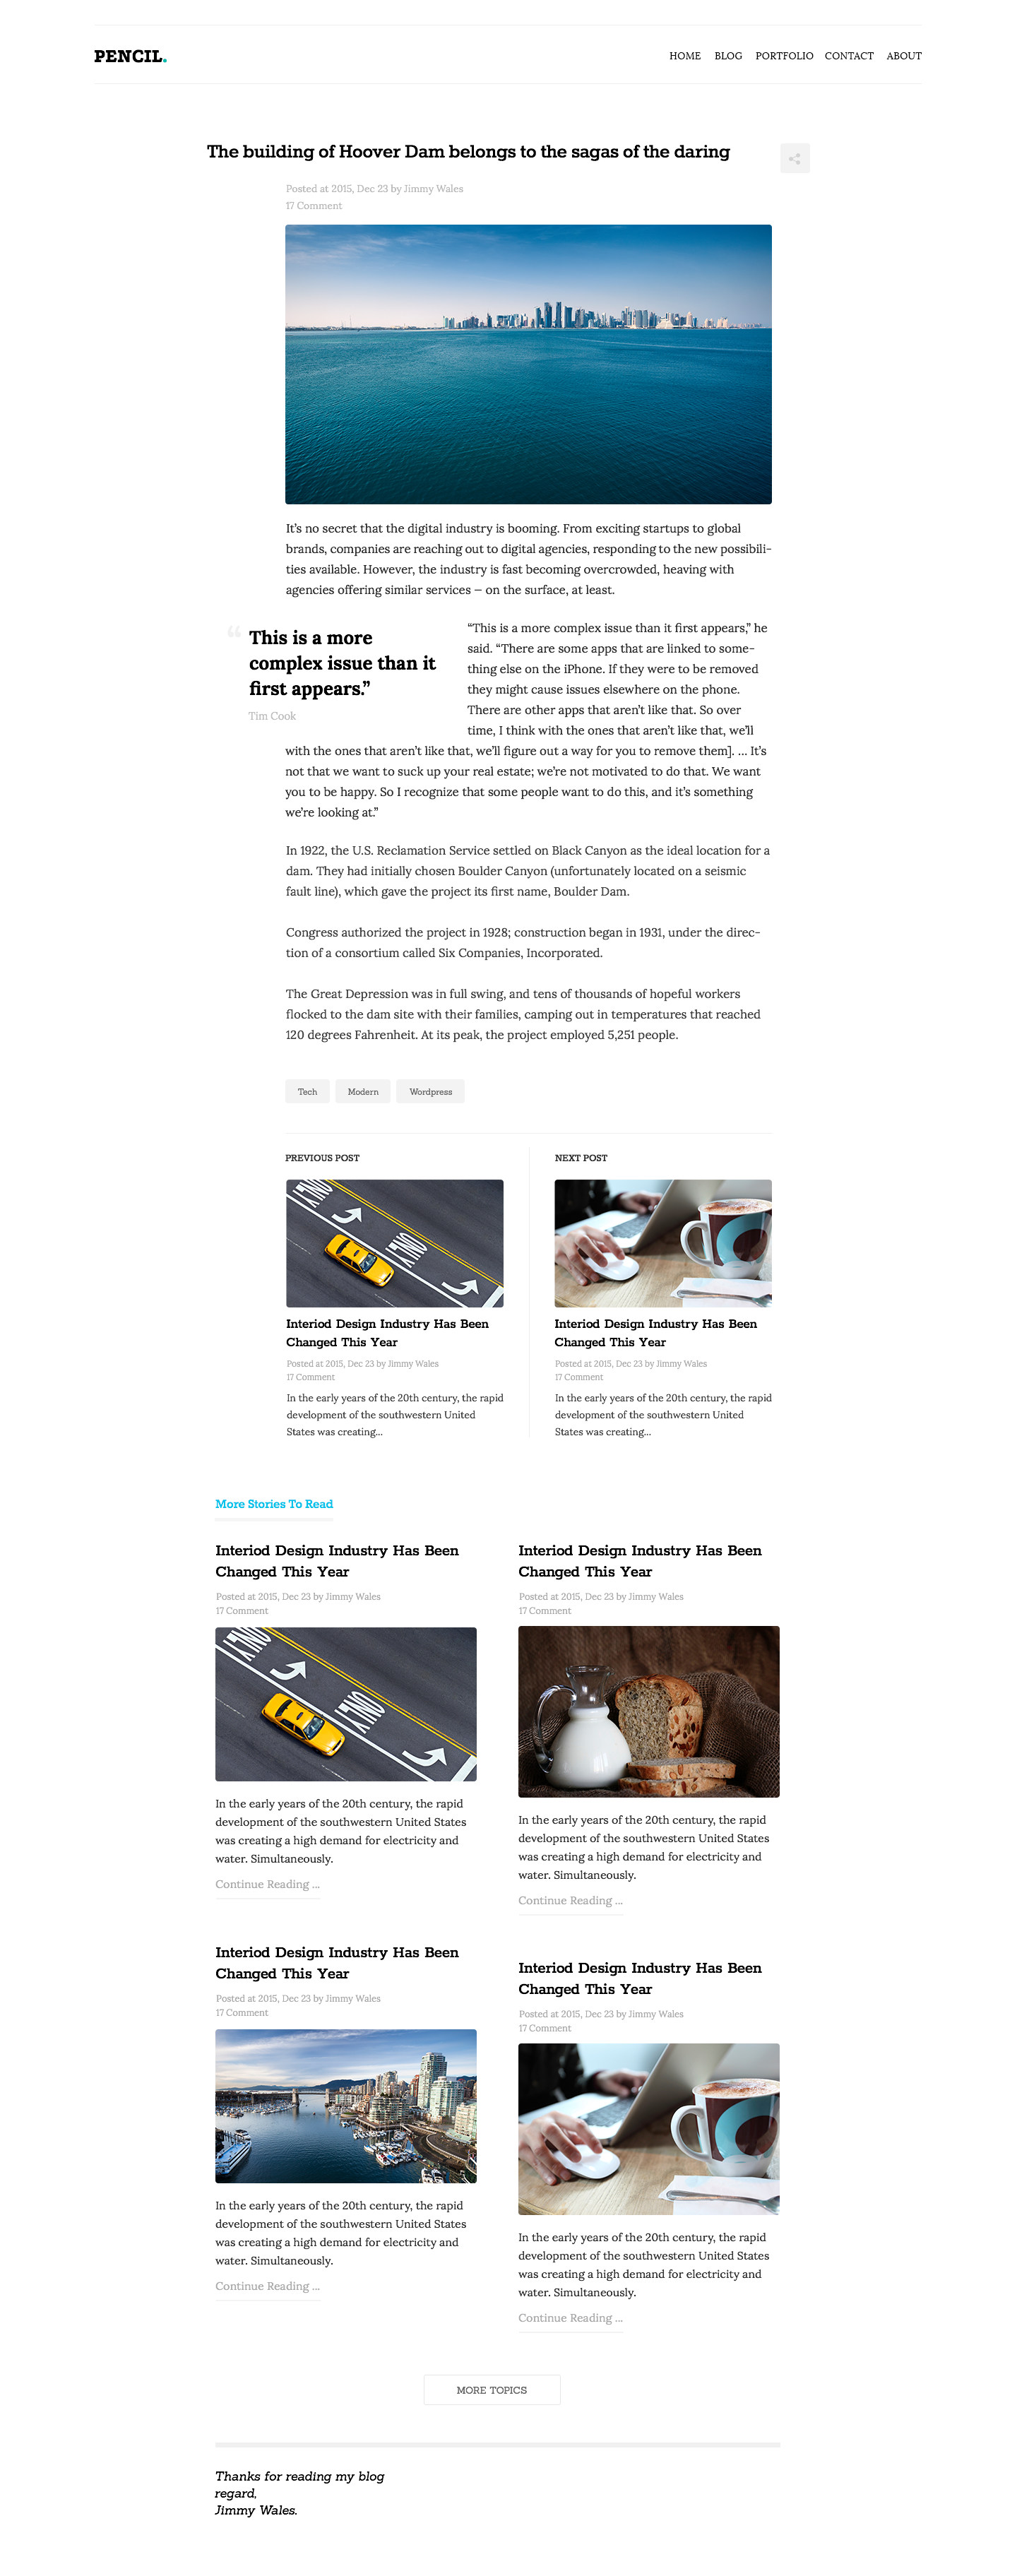 PENCIL.
HOME BLOG PORTFOLIO CONTACT ABOUT
The building of Hoover Dam belongs to the sagas of the daring
Posted at 2015, Dec 23 by Jimmy Wales
17 Comment
It's no secret that the digital industry is booming. From exciting startups to global
brands, companies are reaching out to digital agencies, responding to the new possibili-
ties available. However, the industry is fast becoming overcrowded, heaving with
agencies offering similar services — on the surface, at least.
“
This is a more
complex issue than it
first appears.”
Tim Cook
“This is a more complex issue than it first appears,” he
said. “There are some apps that are linked to some-
thing else on the iPhone. If they were to be removed
they might cause issues elsewhere on the phone.
There are other apps that aren't like that. So over
time, I think with the ones that aren't like that, we'll
with the ones that aren't like that, we'll figure out a way for you to remove them]. ... It's
not that we want to suck up your real estate; we're not motivated to do that. We want
you to be happy. So I recognize that some people want to do this, and it's something
we're looking at.”
In 1922, the U.S. Reclamation Service settled on Black Canyon as the ideal location for a
dam. They had initially chosen Boulder Canyon (unfortunately located on a seismic
fault line), which gave the project its first name, Boulder Dam.
Congress authorized the project in 1928; construction began in 1931, under the direc-
tion of a consortium called Six Companies, Incorporated.
The Great Depression was in full swing, and tens of thousands of hopeful workers
flocked to the dam site with their families, camping out in temperatures that reached
120 degrees Fahrenheit. At its peak, the project employed 5,251 people.
Tech Modern Wordpress
PREVIOUS POST
ONLY
ONLY
Interiod Design Industry Has Been
Changed This Year
Posted at 2015, Dec 23 by Jimmy Wales
17 Comment
In the early years of the 20th century, the rapid
development of the southwestern United
States was creating...
NEXT POST
Interiod Design Industry Has Been
Changed This Year
Posted at 2015, Dec 23 by Jimmy Wales
17 Comment
In the early years of the 20th century, the rapid
development of the southwestern United
States was creating...
More Stories To Read
Interiod Design Industry Has Been
Changed This Year
Posted at 2015, Dec 23 by Jimmy Wales
17 Comment
ONLY
ONLY
In the early years of the 20th century, the rapid
development of the southwestern United States
was creating a high demand for electricity and
water. Simultaneously.
Continue Reading ...
Interiod Design Industry Has Been
Changed This Year
Posted at 2015, Dec 23 by Jimmy Wales
17 Comment
In the early years of the 20th century, the rapid
development of the southwestern United States
was creating a high demand for electricity and
water. Simultaneously.
Continue Reading ...
Interiod Design Industry Has Been
Changed This Year
Posted at 2015, Dec 23 by Jimmy Wales
17 Comment
In the early years of the 20th century, the rapid
development of the southwestern United States
was creating a high demand for electricity and
water. Simultaneously.
Continue Reading ...
Interiod Design Industry Has Been
Changed This Year
Posted at 2015, Dec 23 by Jimmy Wales
17 Comment
In the early years of the 20th century, the rapid
development of the southwestern United States
was creating a high demand for electricity and
water. Simultaneously.
Continue Reading ...
MORE TOPICS
Thanks for reading my blog
regard,
Jimmy Wales.